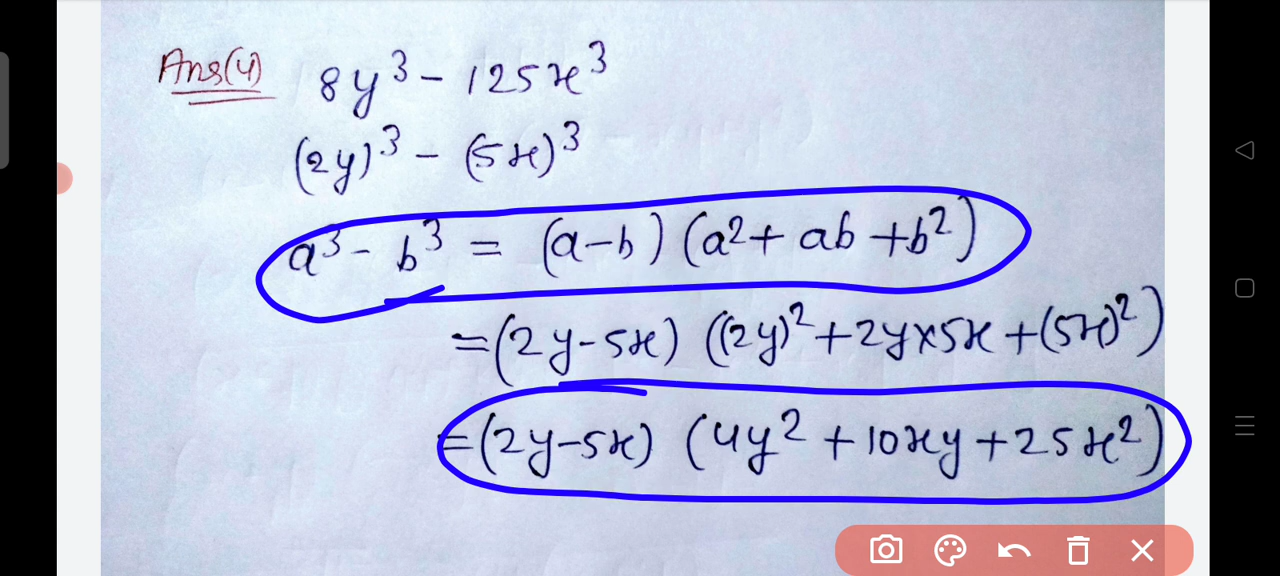 Ans(4) 8y³ - 125x³
(2y)³ - (5x)³
a³ - b³ = (a-b) (a²+ ab +b²)
=(2y-5x) ((2y)²+2y×5x+(5x)²)
=(2y-5x) (4y²+10xy+25x²)